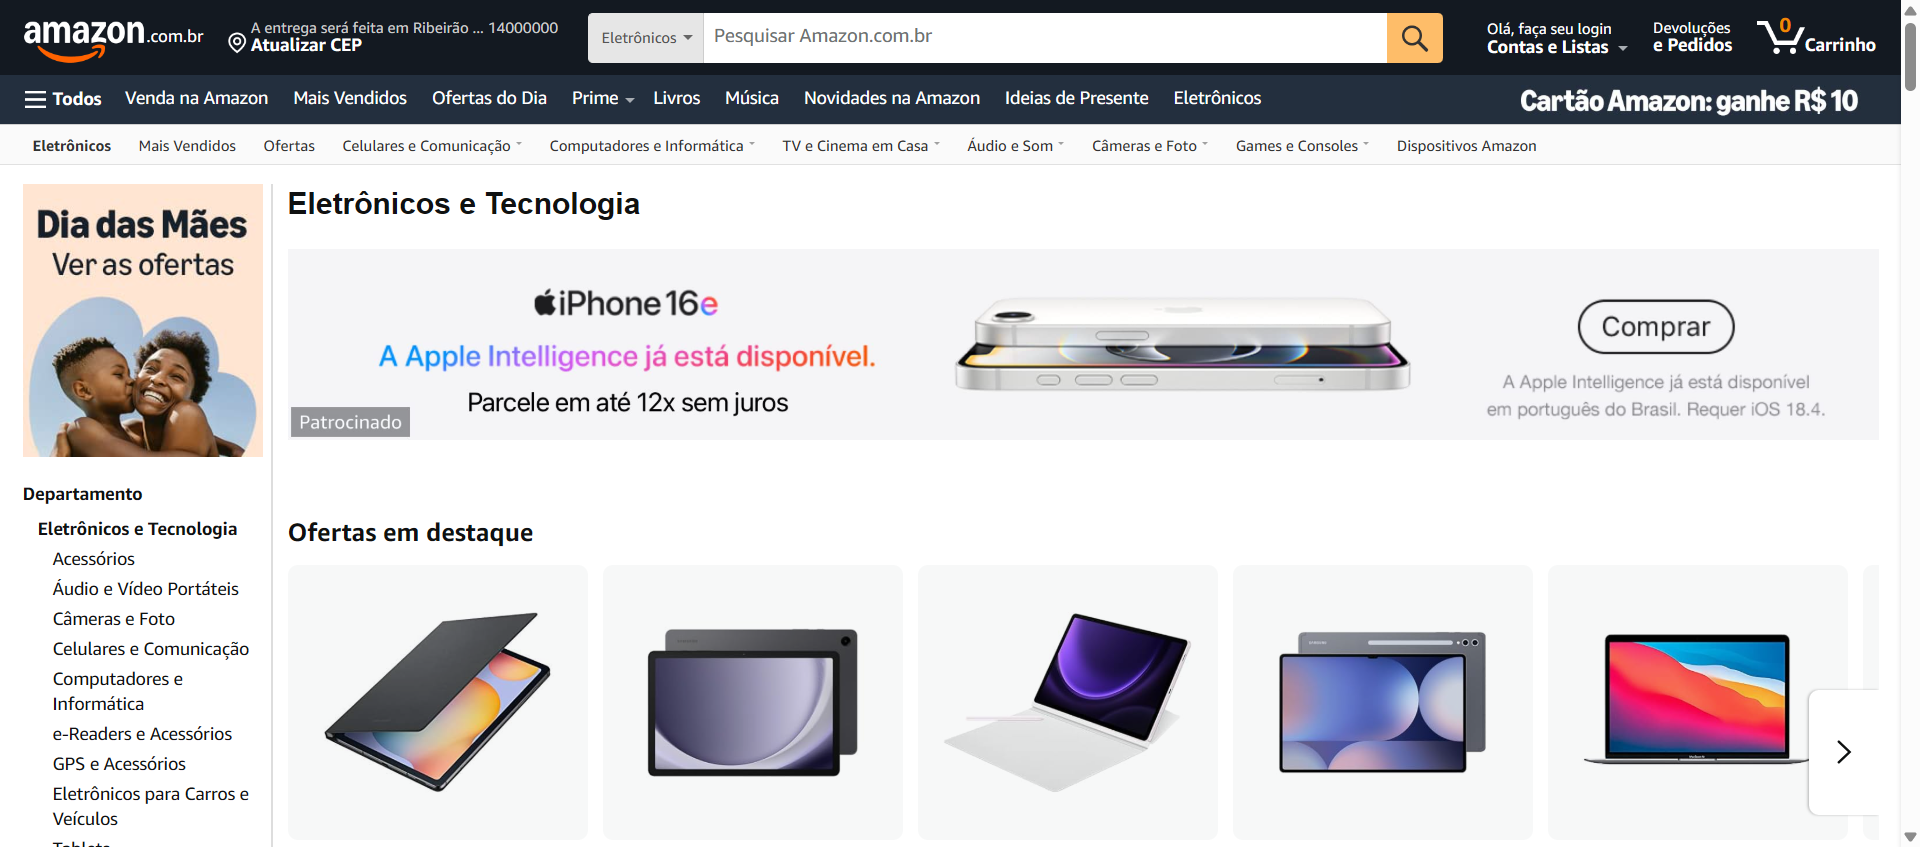 amazon.com.br
A entrega será feita em Ribeirão ... 14000000
Atualizar CEP
Eletrônicos
Pesquisar Amazon.com.br
Olá, faça seu login
Contas e Listas
Devoluções
e Pedidos
0
Carrinho
Todos
Venda na Amazon
Mais Vendidos
Ofertas do Dia
Prime
Livros
Música
Novidades na Amazon
Ideias de Presente
Eletrônicos
Cartão Amazon: ganhe R$ 10
Eletrônicos
Mais Vendidos
Ofertas
Celulares e Comunicação
Computadores e Informática
TV e Cinema em Casa
Áudio e Som
Câmeras e Foto
Games e Consoles
Dispositivos Amazon
Dia das Mães
Ver as ofertas
Departamento
Eletrônicos e Tecnologia
Acessórios
Áudio e Vídeo Portáteis
Câmeras e Foto
Celulares e Comunicação
Computadores e
Informática
e-Readers e Acessórios
GPS e Acessórios
Eletrônicos para Carros e
Veículos
Tablets
Eletrônicos e Tecnologia
iPhone 16e
A Apple Intelligence já está disponível.
Parcele em até 12x sem juros
Patrocinado
Comprar
A Apple Intelligence já está disponível
em português do Brasil. Requer iOS 18.4.
Ofertas em destaque